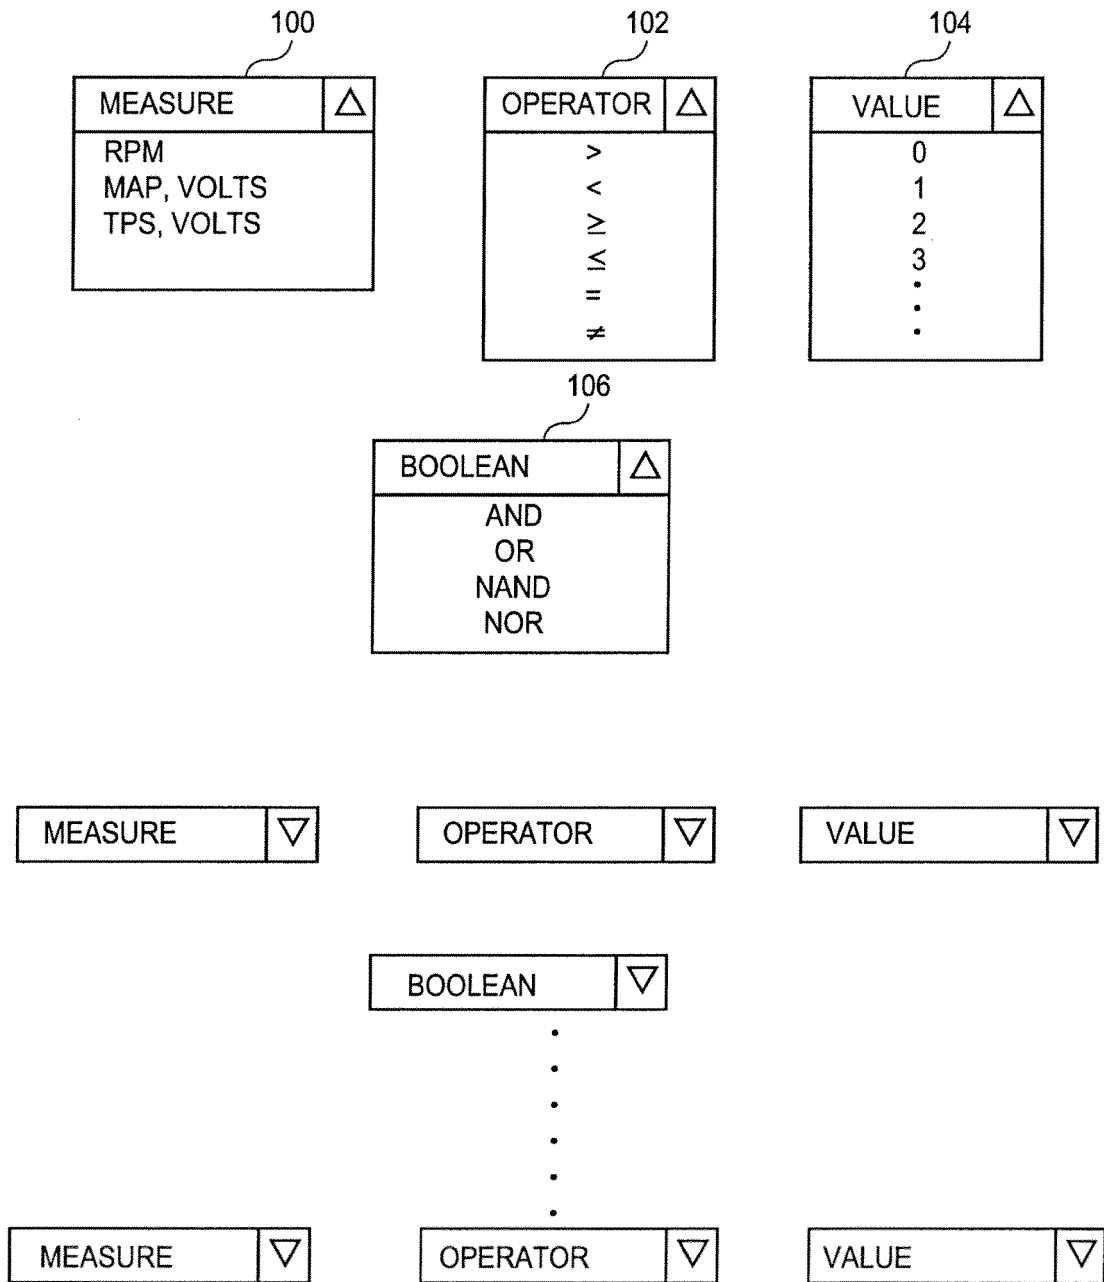 100
102
104
MEASURE
RPM
MAP, VOLTS
TPS, VOLTS
OPERATOR
>
<
≥
≤
=
≠
VALUE
0
1
2
3
106
BOOLEAN
AND
OR
NAND
NOR
MEASURE
OPERATOR
VALUE
BOOLEAN
MEASURE
OPERATOR
VALUE